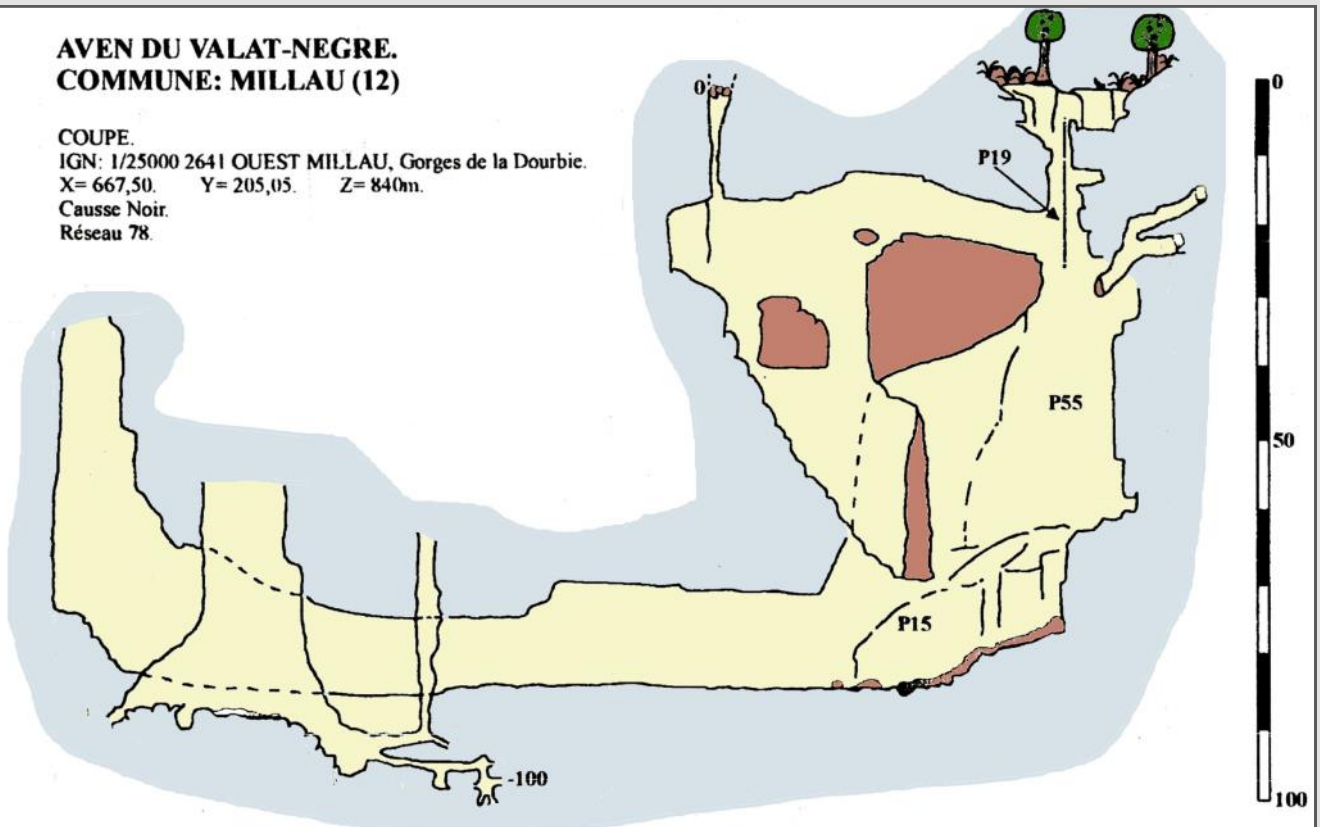 AVEN DU VALAT-NEGRE.
COMMUNE: MILLAU (12)
COUPE.
IGN: 1/25000 2641 OUEST MILLAU, Gorges de la Dourbie.
X= 667,50. Y= 205,05. Z= 840m.
Causse Noir.
Réseau 78.
0
P19
P55
P15
-100
0
50
100